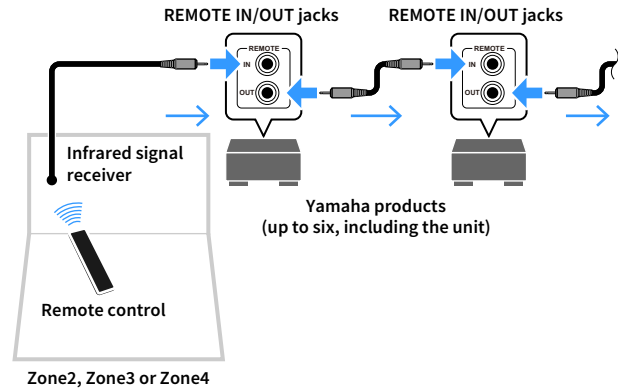 REMOTE IN/OUT jacks
REMOTE IN/OUT jacks
REMOTE
IN
OUT
REMOTE
IN
OUT
Infrared signal
receiver
Yamaha products
(up to six, including the unit)
Remote control
Zone2, Zone3 or Zone4